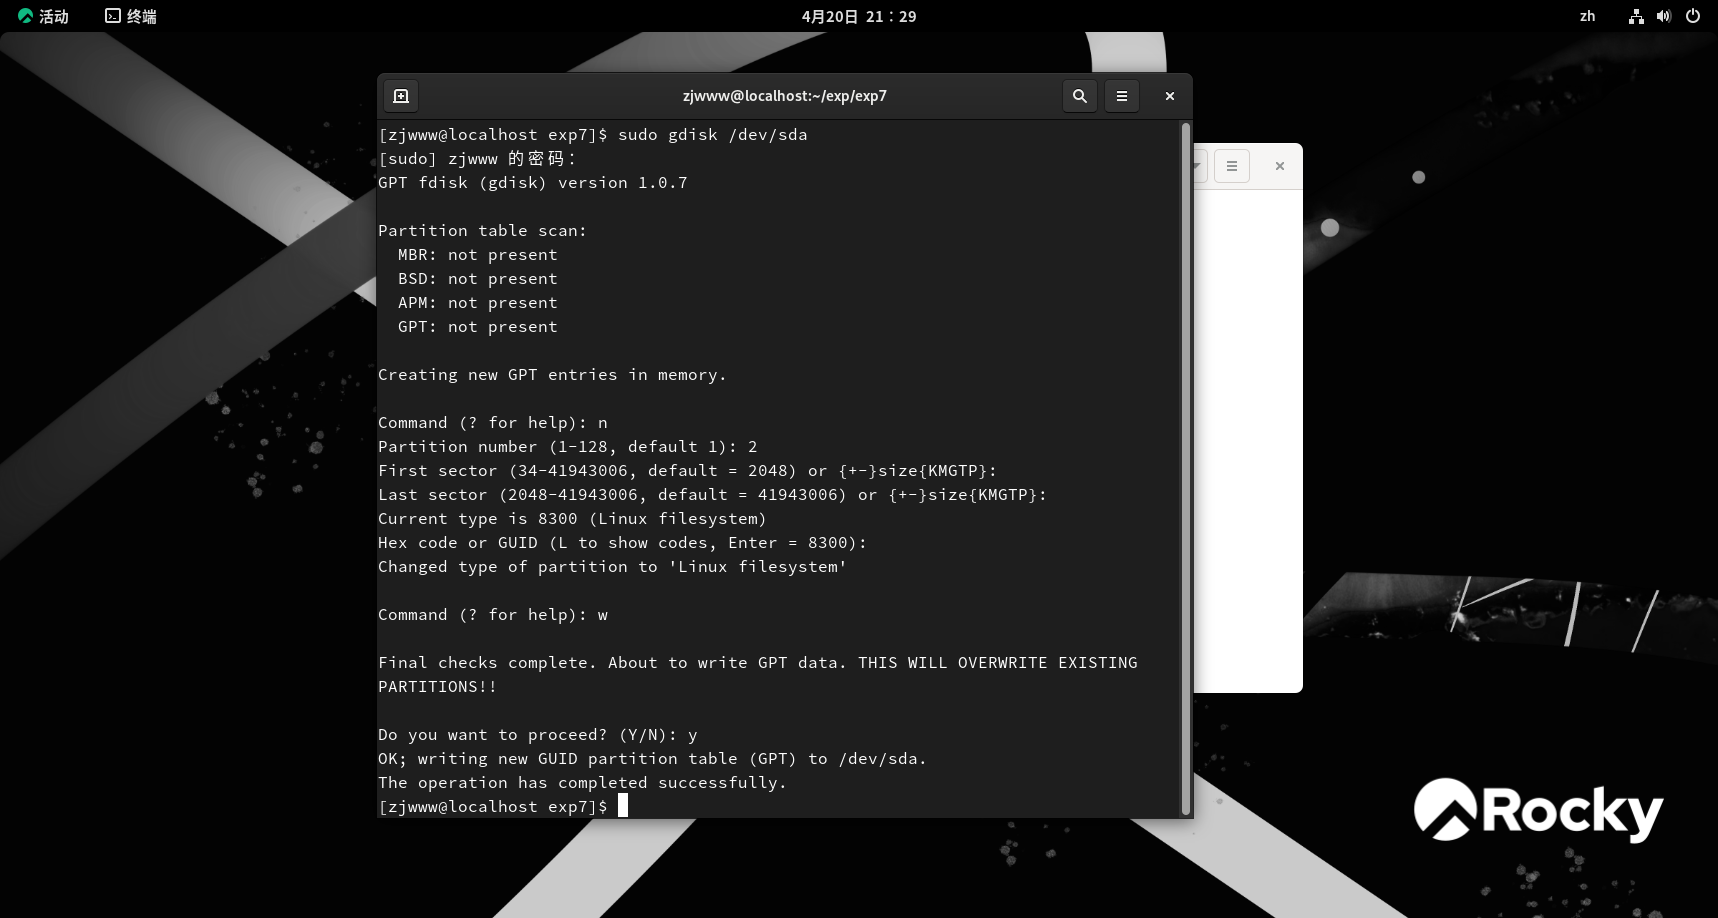 活动 终端 4月20日 21：29 zh
zjwww@localhost:~/exp/exp7
[zjwww@localhost exp7]$ sudo gdisk /dev/sda
[sudo] zjwww 的密码：
GPT fdisk (gdisk) version 1.0.7
Partition table scan:
MBR: not present
BSD: not present
APM: not present
GPT: not present
Creating new GPT entries in memory.
Command (? for help): n
Partition number (1-128, default 1): 2
First sector (34-41943006, default = 2048) or {+-}size{KMGTP}:
Last sector (2048-41943006, default = 41943006) or {+-}size{KMGTP}:
Current type is 8300 (Linux filesystem)
Hex code or GUID (L to show codes, Enter = 8300):
Changed type of partition to 'Linux filesystem'
Command (? for help): w
Final checks complete. About to write GPT data. THIS WILL OVERWRITE EXISTING
PARTITIONS!!
Do you want to proceed? (Y/N): y
OK; writing new GUID partition table (GPT) to /dev/sda.
The operation has completed successfully.
[zjwww@localhost exp7]$
Rocky